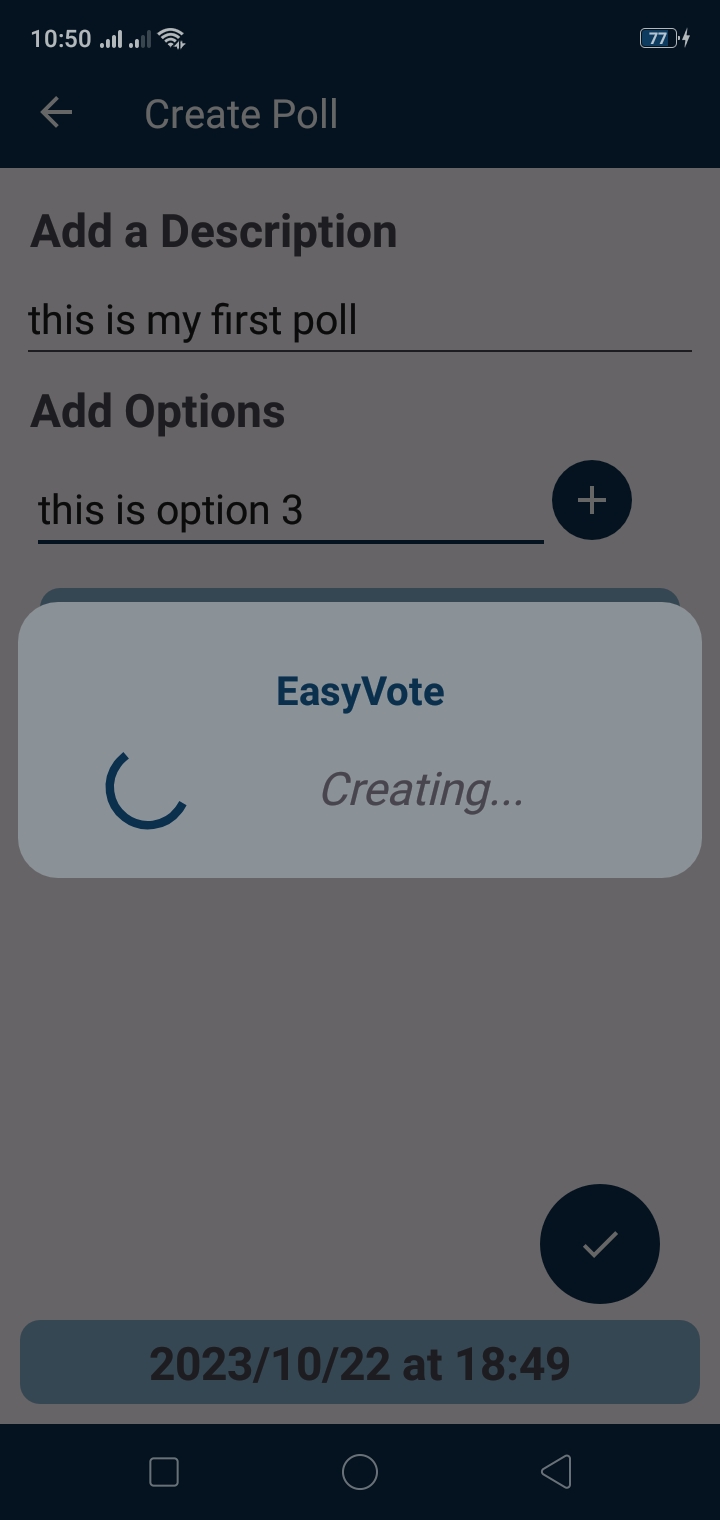 10:50
77
Create Poll
Add a Description
this is my first poll
Add Options
this is option 3
EasyVote
Creating...
2023/10/22 at 18:49